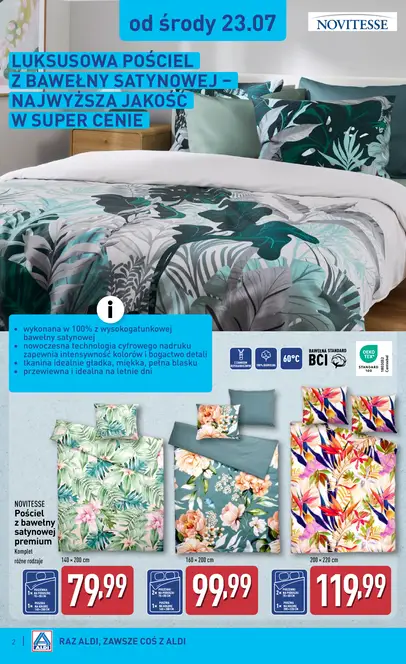 od środy 23.07
NOVITESSE
LUKSUSOWA POŚCIEL
Z BAWEŁNY SATYNOWEJ –
NAJWYŻSZA JAKOŚĆ
W SUPER CENIE
i
• wykonana w 100% z wysokogatunkowej
bawełny satynowej
• nowoczesna technologia cyfrowego nadruku
zapewnia intensywność kolorów i bogactwo detali
• tkanina idealnie gładka, miękka, pełna blasku
• przewiewna i idealna na letnie dni
60°C
BAWEŁNA STANDARD
BCI
OEKO
TEX®
STANDARD
100
NOVITESSE
Pościel
z bawełny
satynowej
premium
Komplet
różne rodzaje
140 × 200 cm
160 × 200 cm
200 × 220 cm
79,99
99,99
119,99
2
ALDI
RAZ ALDI, ZAWSZE COŚ Z ALDI